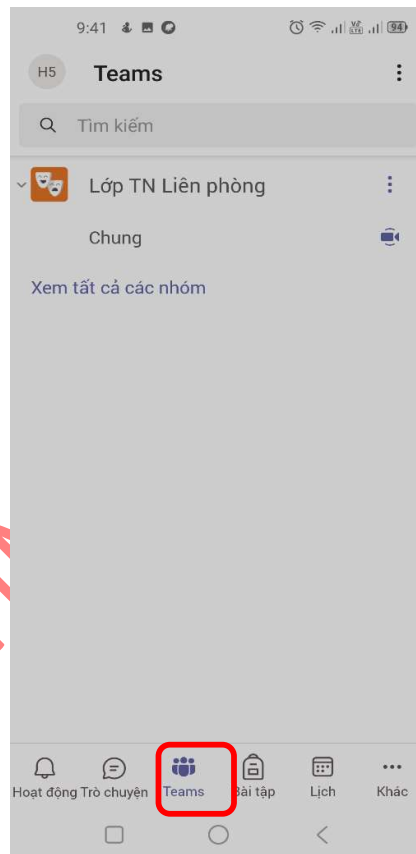 9:41 94
H5 Teams
Tìm kiếm
Lớp TN Liên phòng
Chung
Xem tất cả các nhóm
Hoạt động Trò chuyện Teams Bài tập Lịch Khác